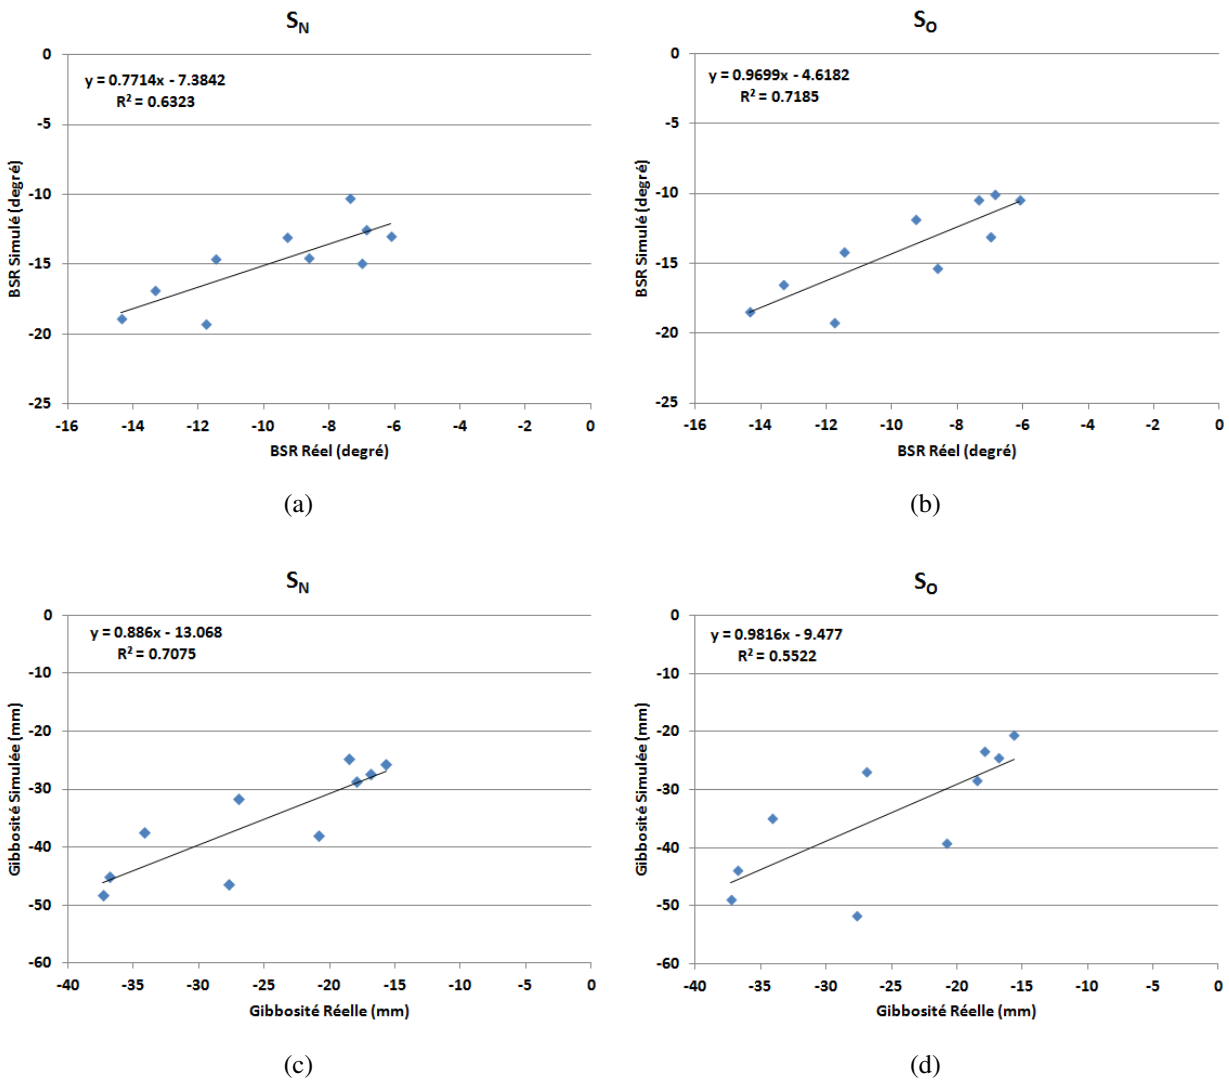 S_N
y = 0.7714x - 7.3842
R² = 0.6323
BSR Simulé (degré)
0
-5
-10
-15
-20
-25
-16 -14 -12 -10 -8 -6 -4 -2 0
BSR Réel (degré)
(a)
S_O
y = 0.9699x - 4.6182
R² = 0.7185
BSR Simulé (degré)
0
-5
-10
-15
-20
-25
-16 -14 -12 -10 -8 -6 -4 -2 0
BSR Réel (degré)
(b)
S_N
y = 0.886x - 13.068
R² = 0.7075
Gibbosité Simulée (mm)
0
-10
-20
-30
-40
-50
-60
-40 -35 -30 -25 -20 -15 -10 -5 0
Gibbosité Réelle (mm)
(c)
S_O
y = 0.9816x - 9.477
R² = 0.5522
Gibbosité Simulée (mm)
0
-10
-20
-30
-40
-50
-60
-40 -35 -30 -25 -20 -15 -10 -5 0
Gibbosité Réelle (mm)
(d)